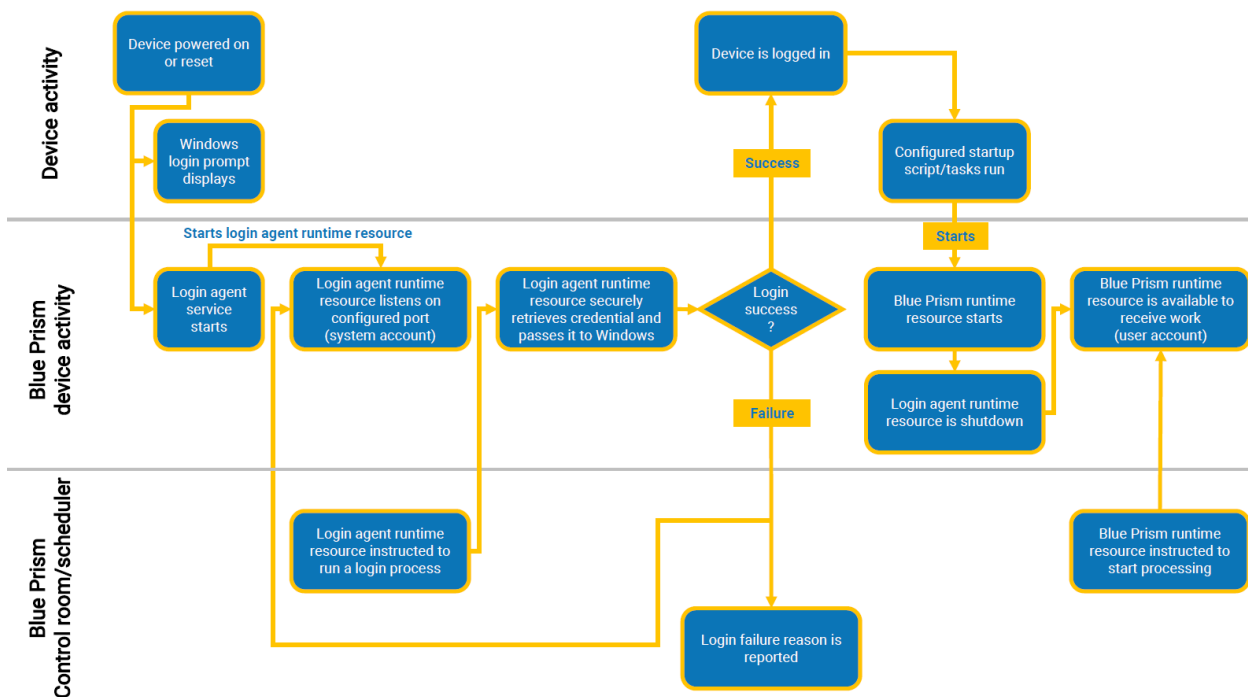 Device activity
Device powered on
or reset
Windows
login prompt
displays
Device is logged in
Configured startup
script/tasks run
Success
Starts
Blue Prism
device activity
Starts login agent runtime resource
Login agent
service
starts
Login agent runtime
resource listens on
configured port
(system account)
Login agent runtime
resource securely
retrieves credential and
passes it to Windows
Login
success
?
Blue Prism runtime
resource starts
Blue Prism runtime
resource is available to
receive work
(user account)
Login agent runtime
resource is shutdown
Failure
Blue Prism
Control room/scheduler
Login agent runtime
resource instructed to
run a login process
Blue Prism runtime
resource instructed to
start processing
Login failure reason is
reported